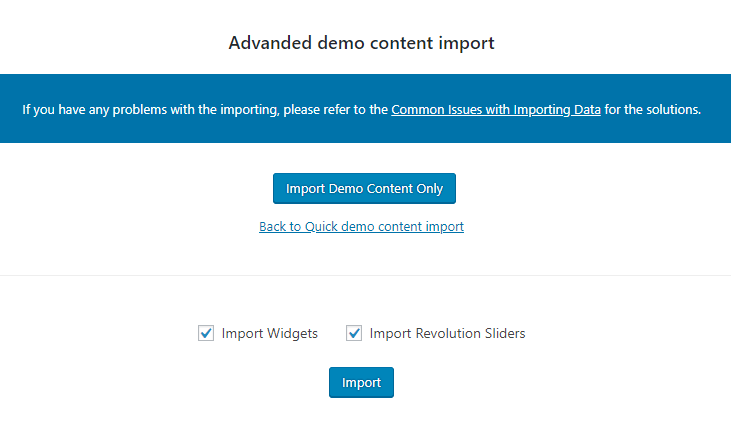 Advanded demo content import
If you have any problems with the importing, please refer to the Common Issues with Importing Data for the solutions.
Import Demo Content Only
Back to Quick demo content import
Import Widgets Import Revolution Sliders
Import